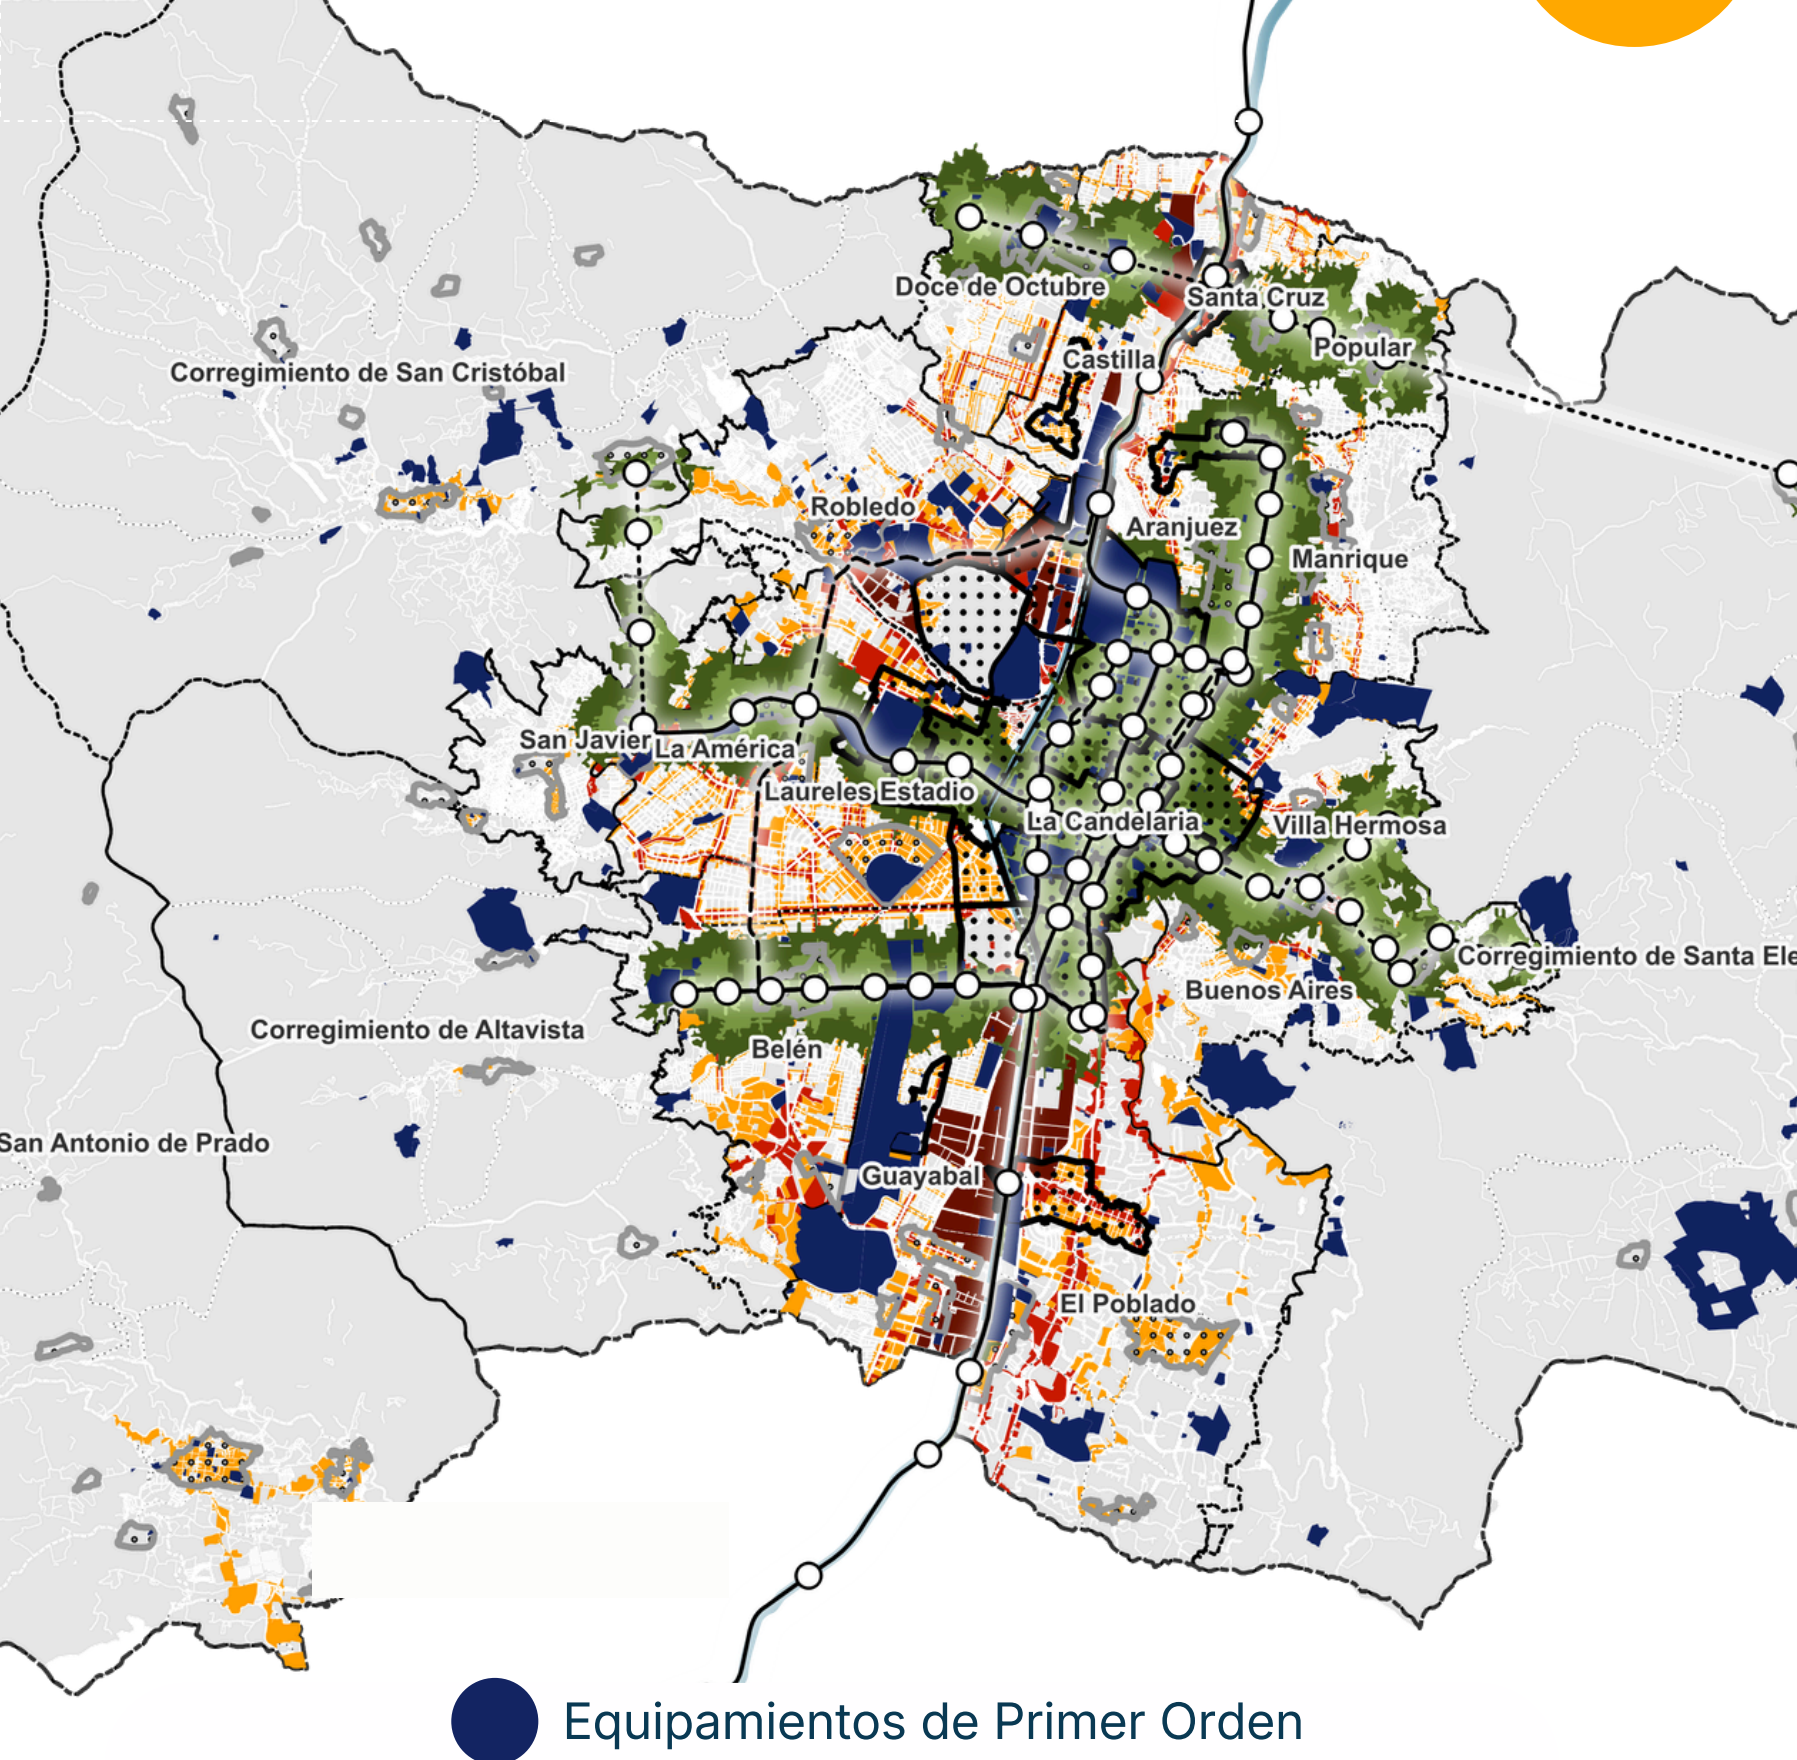 Doce de Octubre
Santa Cruz
Popular
Castilla
Corregimiento de San Cristóbal
Robledo
Aranjuez
Manrique
San Javier
La América
Laureles Estadio
La Candelaria
Villa Hermosa
Corregimiento de Santa Ele
Buenos Aires
Corregimiento de Altavista
Belén
San Antonio de Prado
Guayabal
El Poblado
Equipamientos de Primer Orden